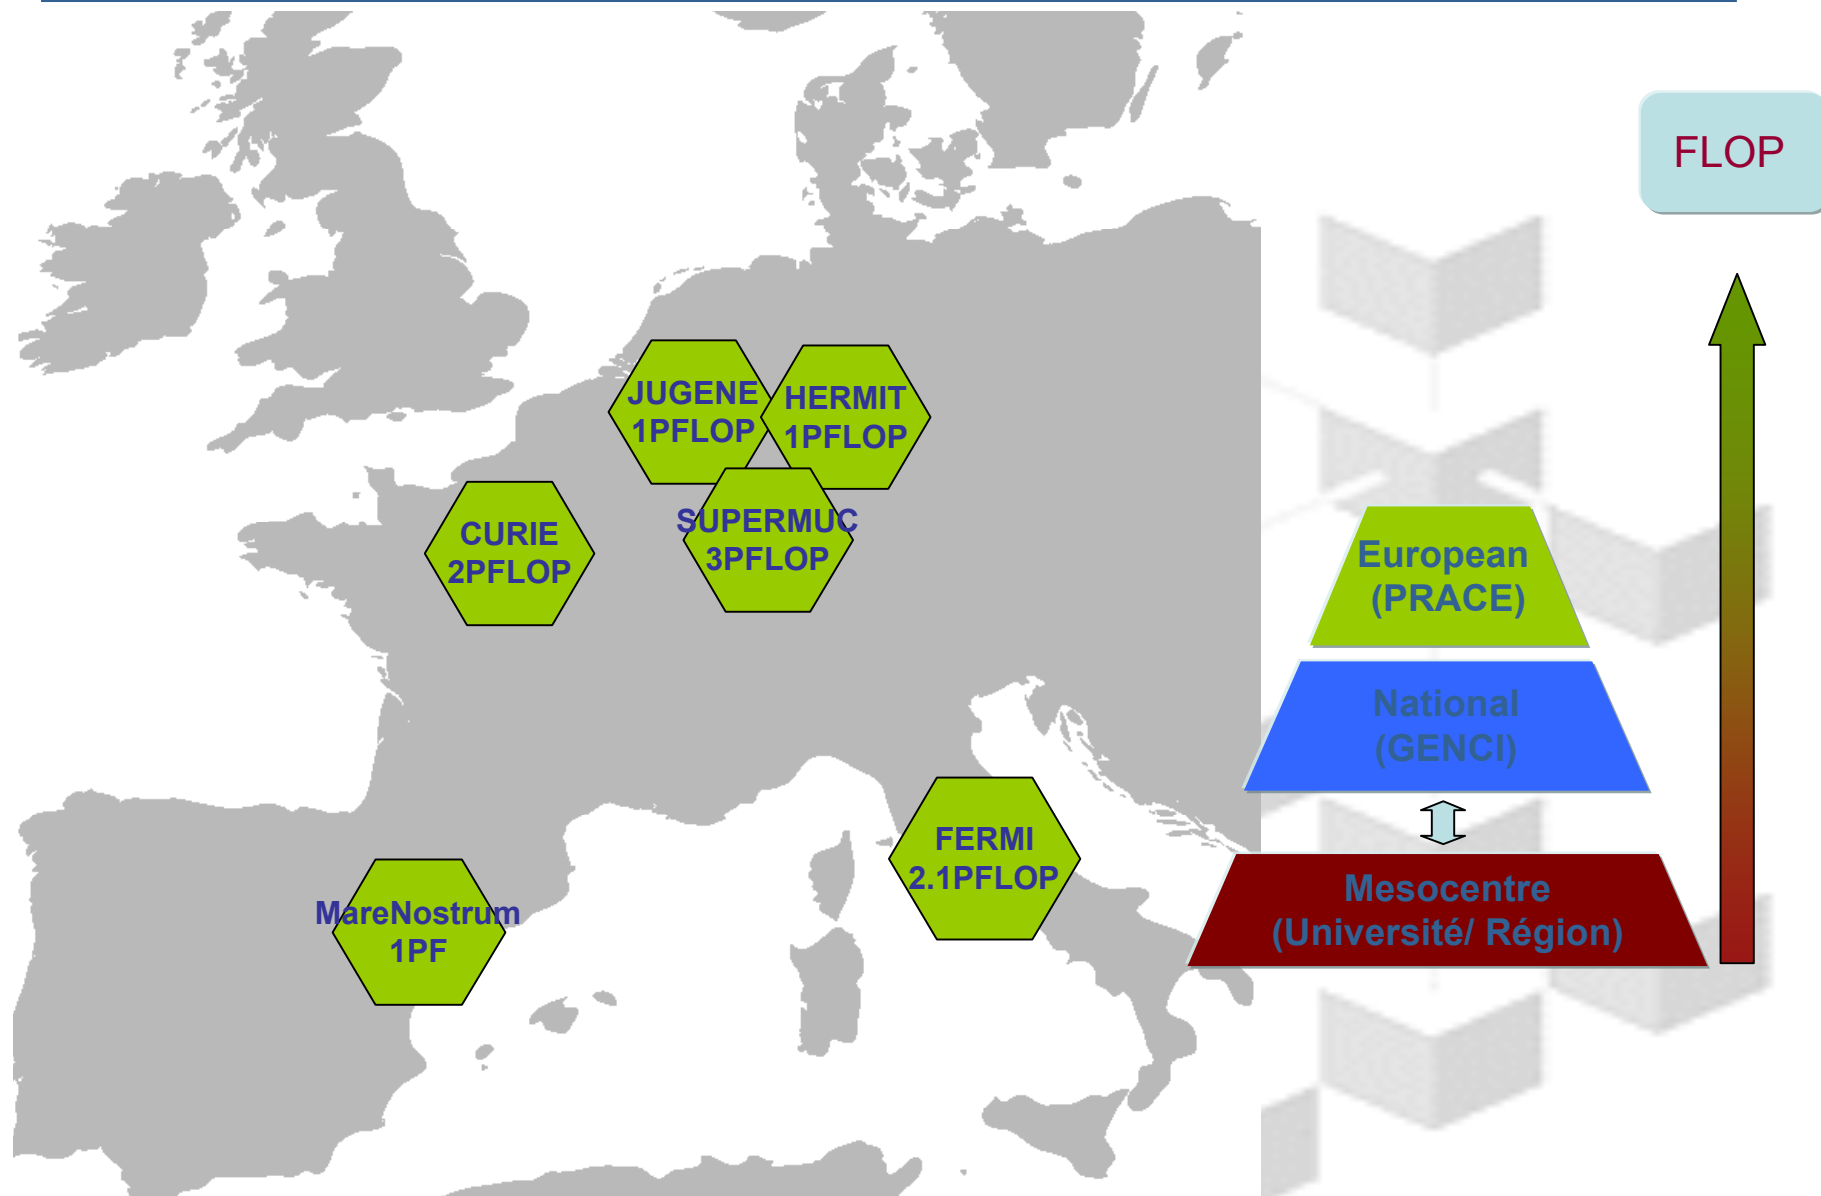 FLOP
JUGENE
1PFLOP
HERMIT
1PFLOP
SUPERMUC
3PFLOP
CURIE
2PFLOP
European
(PRACE)
National
(GENCI)
FERMI
2.1PFLOP
MareNostrum
1PF
Mesocentre
(Université/ Région)